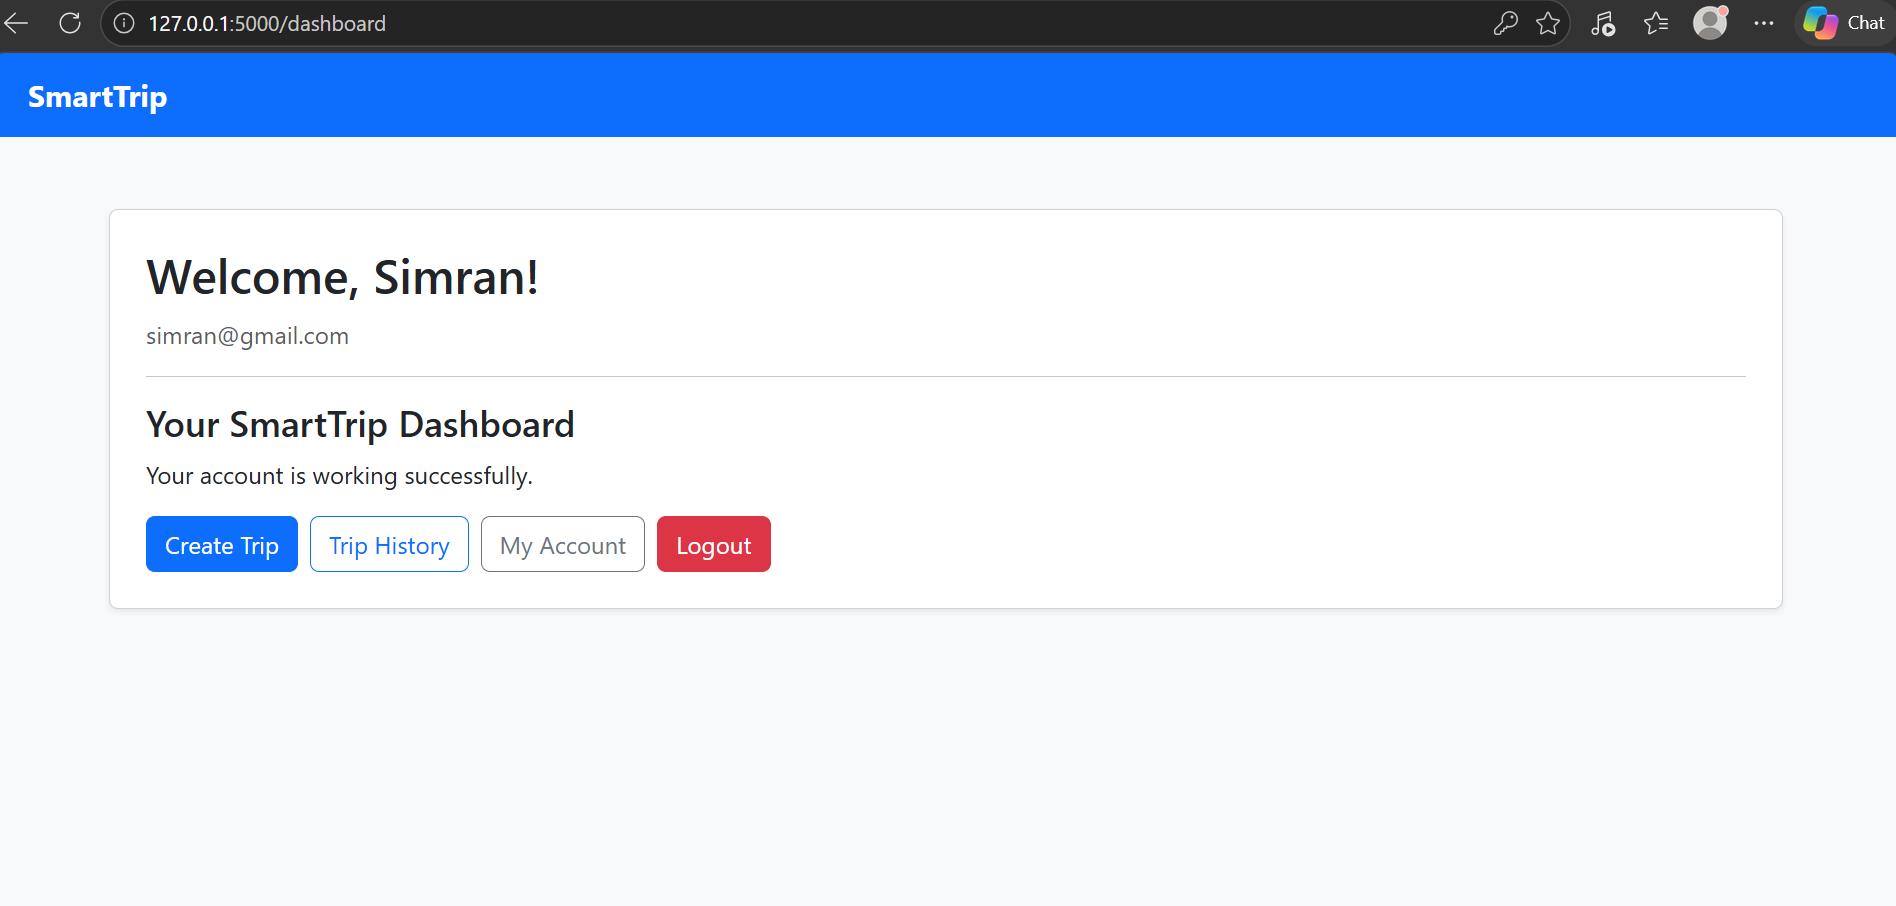 127.0.0.1:5000/dashboard
Chat
SmartTrip
Welcome, Simran!
simran@gmail.com
Your SmartTrip Dashboard
Your account is working successfully.
Create Trip
Trip History
My Account
Logout